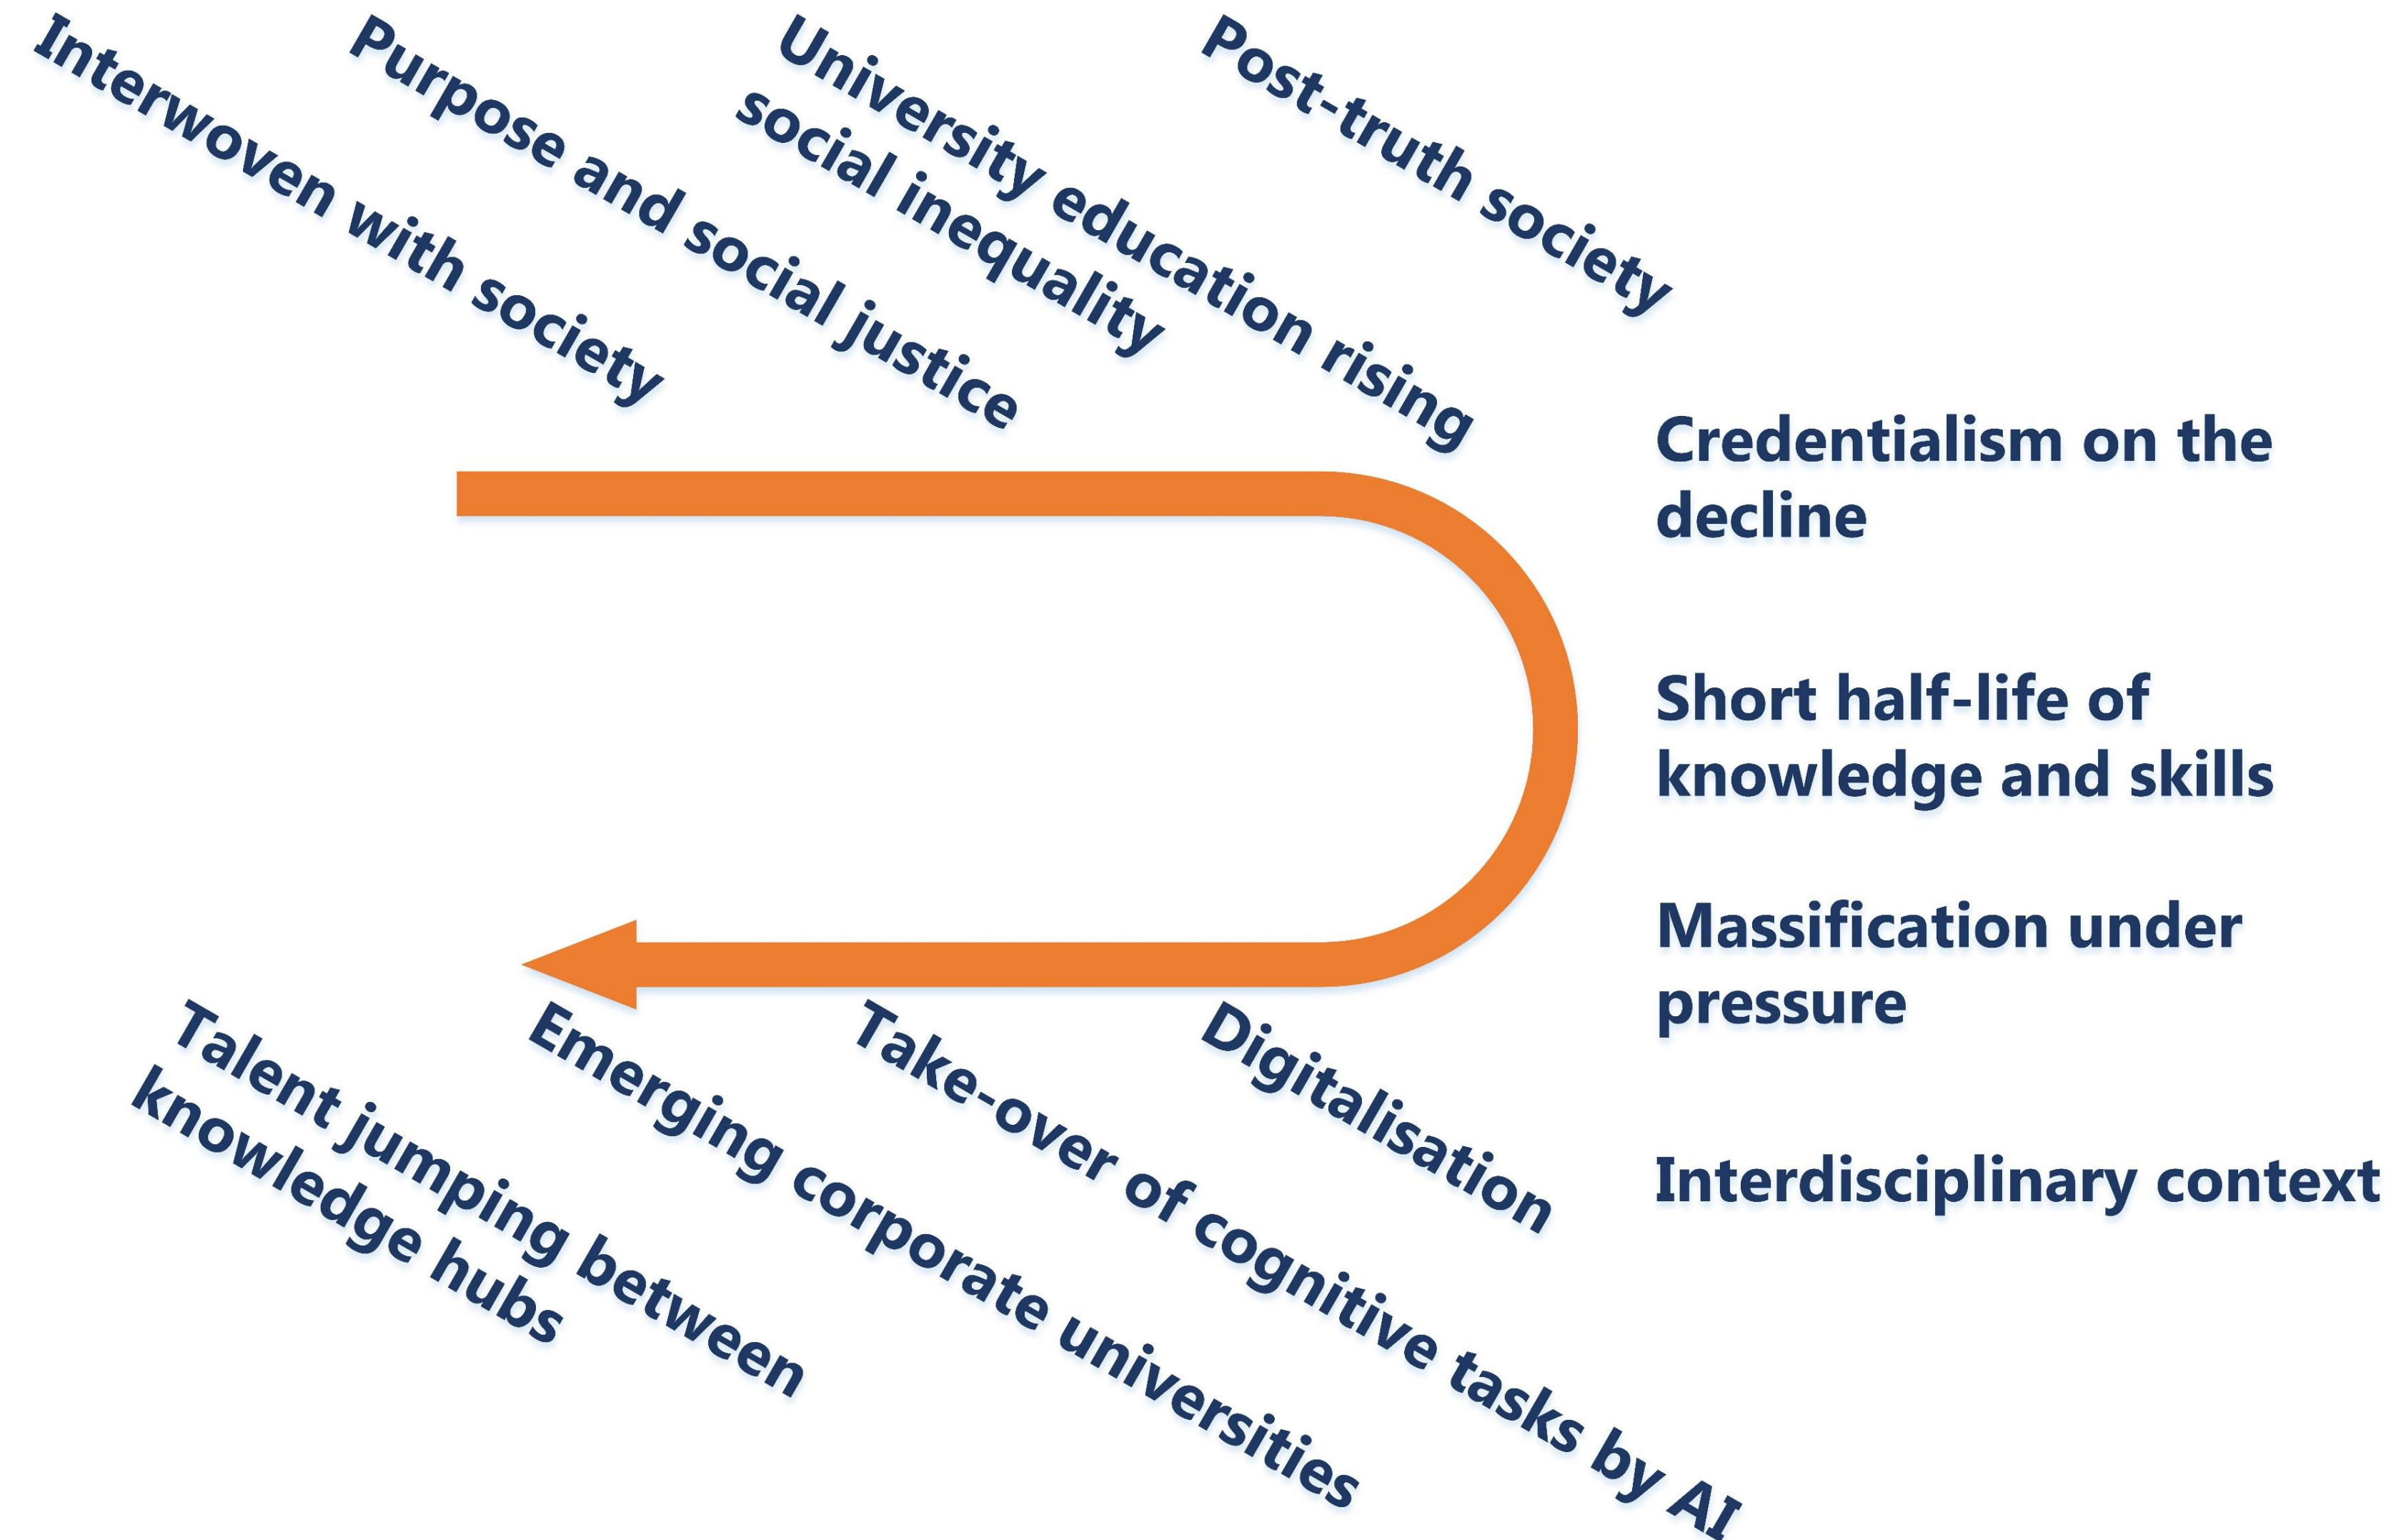 Interwoven with society
Purpose and social justice
University education rising
social inequality
Post-truth society
Credentialism on the
decline
Short half-life of
knowledge and skills
Massification under
pressure
Interdisciplinary context
Digitalisation
Take-over of cognitive tasks by AI
Emerging corporate universities
Talent jumping between
knowledge hubs